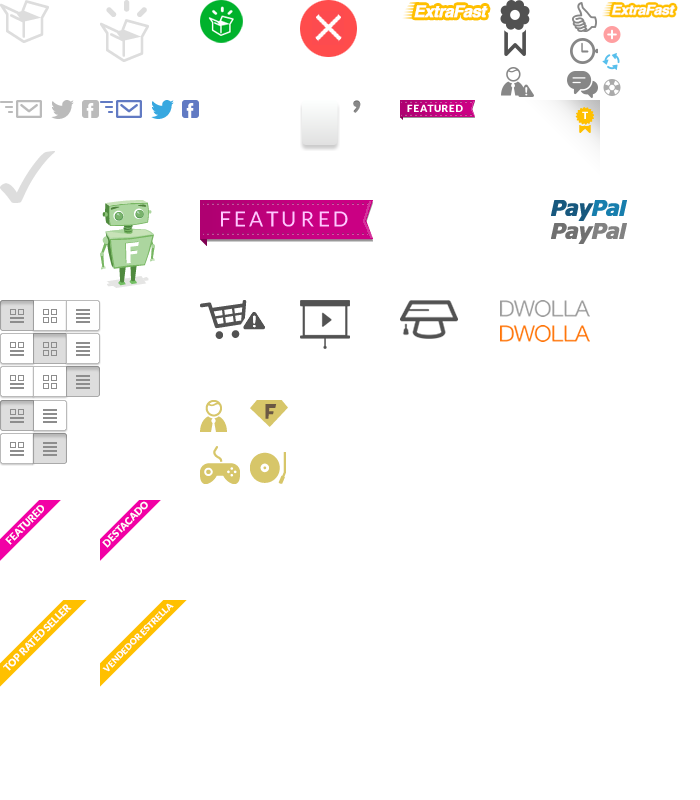 ExtraFast
ExtraFast
FEATURED
T
,
F
FEATURED
PayPal
PayPal
DWOLLA
DWOLLA
F
FEATURED
DESTACADO
TOP RATED SELLER
VENDEDOR ESTRELLA